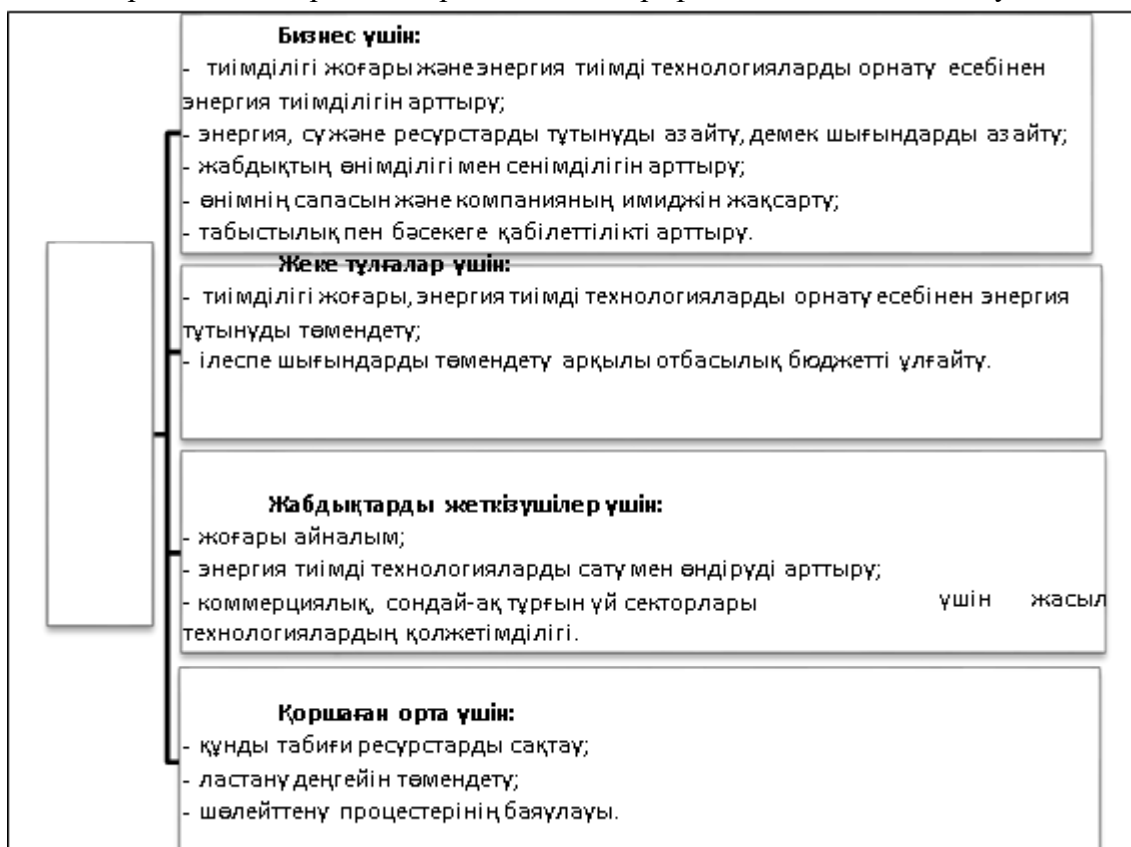 Бизнес үшін:
- тиімділігі жоғары және энергия тиімді технологияларды орнату есебінен
энергия тиімділігін арттыру;
- энергия, су және ресурстарды тұтынуды азайту, демек шығындарды азайту;
- жабдықтың өнімділігі мен сенімділігін арттыру;
- өнімнің сапасын және компанияның имиджін жақсарту;
- табыстылық пен бәсекеге қабілеттілікті арттыру.
Жеке тұлғалар үшін:
- тиімділігі жоғары, энергия тиімді технологияларды орнату есебінен энергия
тұтынуды төмендету;
- ілеспе шығындарды төмендету арқылы отбасылық бюджетті ұлғайту.
Жабдықтарды жеткізушілер үшін:
- жоғары айналым;
- энергия тиімді технологияларды сату мен өндіруді арттыру;
- коммерциялық, сондай-ақ тұрғын үй секторлары үшін жасыл
технологиялардың қолжетімділігі.
Қоршаған орта үшін:
- құнды табиғи ресурстарды сақтау;
- ластану деңгейін төмендету;
- шөлейттену процестерінің баяулауы.